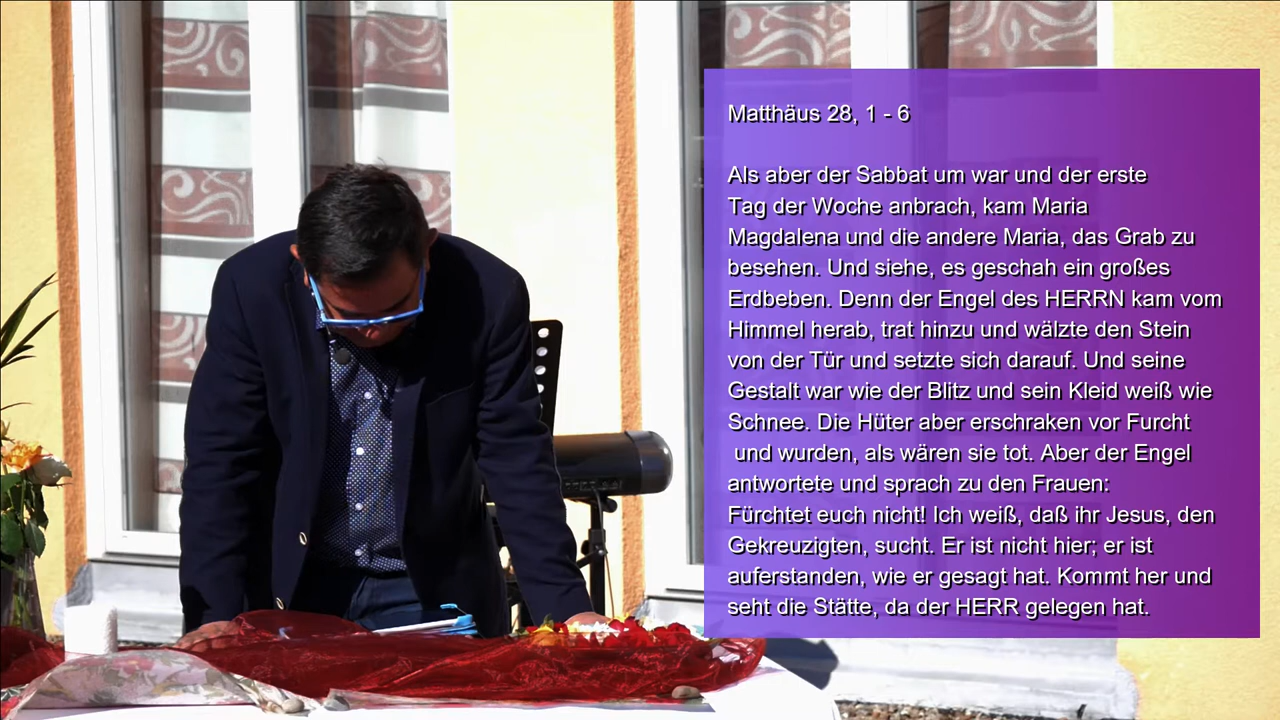 Matthäus 28, 1 - 6
Als aber der Sabbat um war und der erste
Tag der Woche anbrach, kam Maria
Magdalena und die andere Maria, das Grab zu
besehen. Und siehe, es geschah ein großes
Erdbeben. Denn der Engel des HERRN kam vom
Himmel herab, trat hinzu und wälzte den Stein
von der Tür und setzte sich darauf. Und seine
Gestalt war wie der Blitz und sein Kleid weiß wie
Schnee. Die Hüter aber erschraken vor Furcht
und wurden, als wären sie tot. Aber der Engel
antwortete und sprach zu den Frauen:
Fürchtet euch nicht! Ich weiß, daß ihr Jesus, den
Gekreuzigten, sucht. Er ist nicht hier; er ist
auferstanden, wie er gesagt hat. Kommt her und
seht die Stätte, da der HERR gelegen hat.